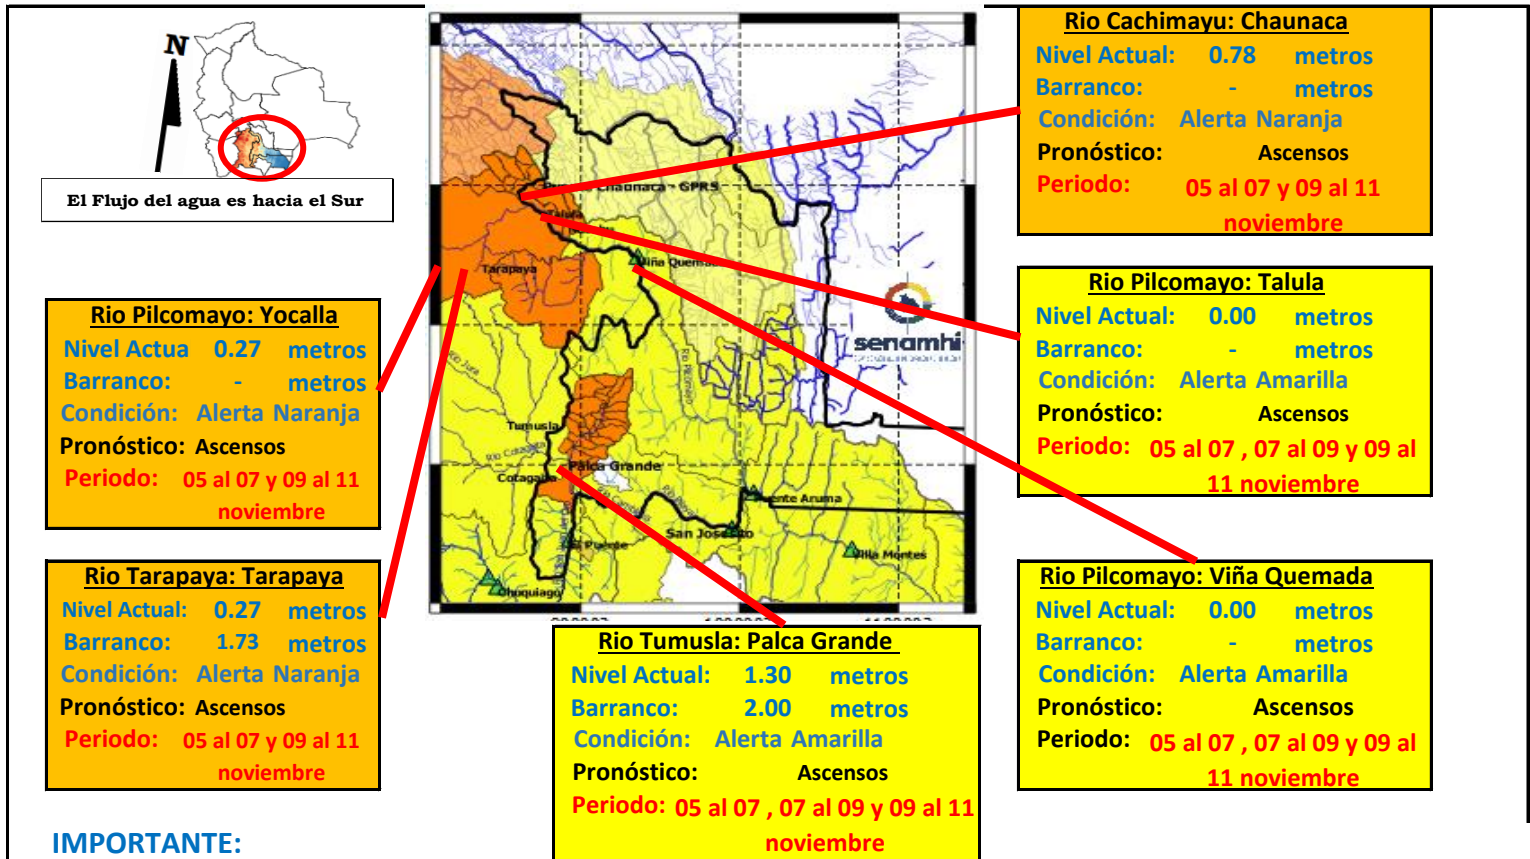 N
El Flujo del agua es hacia el Sur
Rio Pilcomayo: Yocalla
Nivel Actua 0.27 metros
Barranco: - metros
Condición: Alerta Naranja
Pronóstico: Ascensos
Periodo: 05 al 07 y 09 al 11
noviembre
Rio Tarapaya: Tarapaya
Nivel Actual: 0.27 metros
Barranco: 1.73 metros
Condición: Alerta Naranja
Pronóstico: Ascensos
Periodo: 05 al 07 y 09 al 11
noviembre
IMPORTANTE:
Chaunaca - GPRS
Talula
Tarapaya
Viña Quemada
senamhi
Tumusla
Palca Grande
Cotagaita
Puente Aruma
San Josesito
El Puente
Villa Montes
Chuquiago
Rio Tumusla: Palca Grande
Nivel Actual: 1.30 metros
Barranco: 2.00 metros
Condición: Alerta Amarilla
Pronóstico: Ascensos
Periodo: 05 al 07 , 07 al 09 y 09 al 11
noviembre
Rio Cachimayu: Chaunaca
Nivel Actual: 0.78 metros
Barranco: - metros
Condición: Alerta Naranja
Pronóstico: Ascensos
Periodo: 05 al 07 y 09 al 11
noviembre
Rio Pilcomayo: Talula
Nivel Actual: 0.00 metros
Barranco: - metros
Condición: Alerta Amarilla
Pronóstico: Ascensos
Periodo: 05 al 07 , 07 al 09 y 09 al
11 noviembre
Rio Pilcomayo: Viña Quemada
Nivel Actual: 0.00 metros
Barranco: - metros
Condición: Alerta Amarilla
Pronóstico: Ascensos
Periodo: 05 al 07 , 07 al 09 y 09 al
11 noviembre